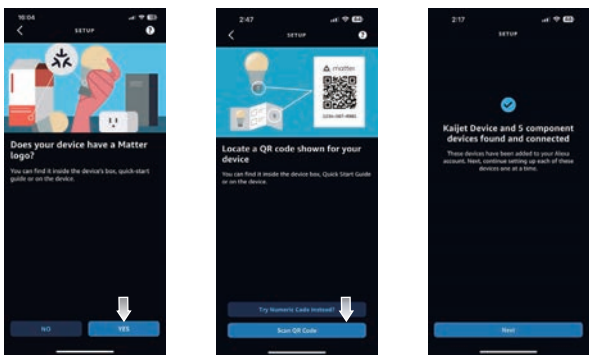 16:04
SETUP
?
Does your device have a Matter
logo?
You can find it inside the device's box, quick-start
guide or on the device.
NO
YES
2:47
SETUP
?
matter
1234-567-8901
Locate a QR code shown for your
device
You can find it inside the device box, Quick Start Guide
or on the device.
Try Numeric Code Instead?
Scan QR Code
2:17
SETUP
Kaijet Device and 5 component
devices found and connected
These devices have been added to your Alexa
account. Next, continue setting up each of these
devices one at a time.
Next